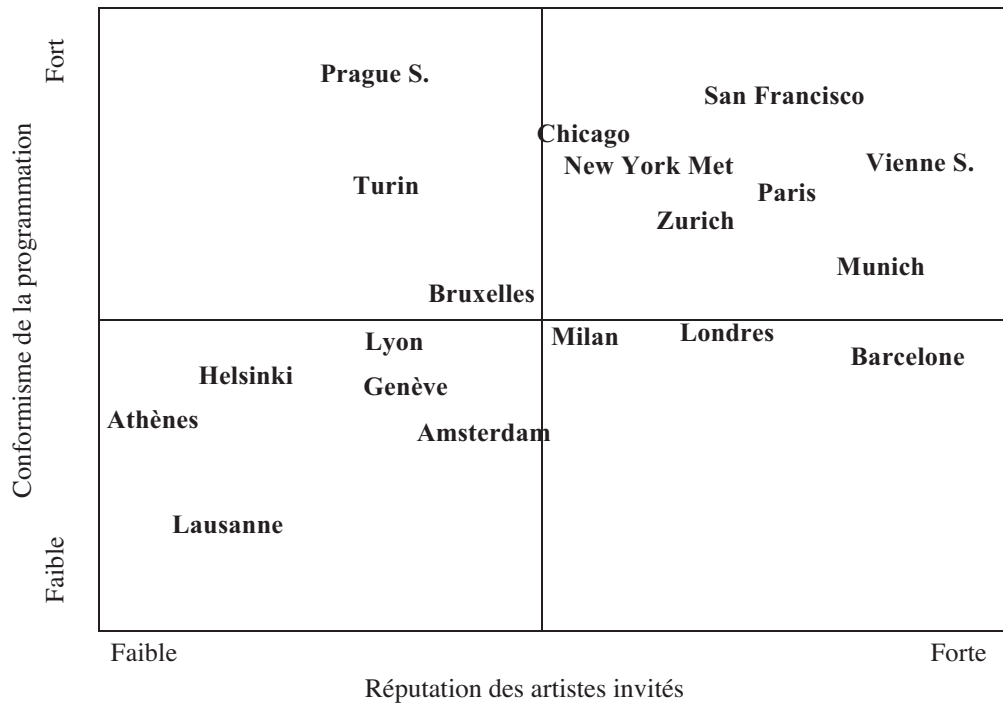 Fort
Conformisme de la programmation
Faible
Prague S.
San Francisco
Chicago
New York Met
Vienne S.
Turin
Paris
Zurich
Munich
Bruxelles
Milan
Londres
Lyon
Barcelone
Helsinki
Genève
Athènes
Amsterdam
Lausanne
Faible
Forte
Réputation des artistes invités